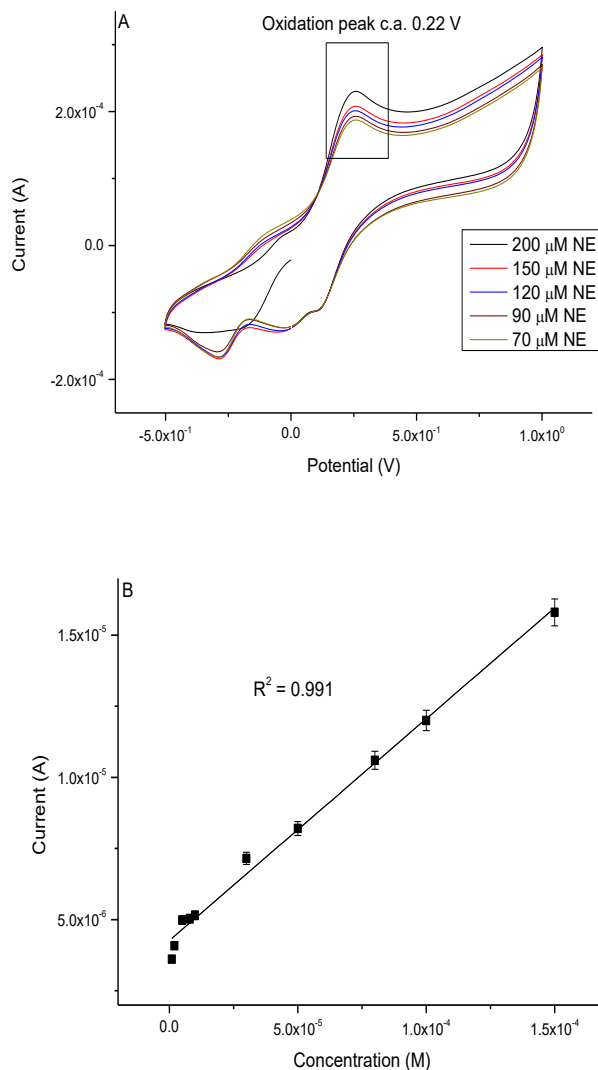 A
Oxidation peak c.a. 0.22 V
2.0x10⁻⁴
0.0
-2.0x10⁻⁴
Current (A)
200 μM NE
150 μM NE
120 μM NE
90 μM NE
70 μM NE
-5.0x10⁻¹ 0.0 5.0x10⁻¹ 1.0x10⁰
Potential (V)
B
1.5x10⁻⁵
R² = 0.991
1.0x10⁻⁵
5.0x10⁻⁶
Current (A)
0.0 5.0x10⁻⁵ 1.0x10⁻⁴ 1.5x10⁻⁴
Concentration (M)